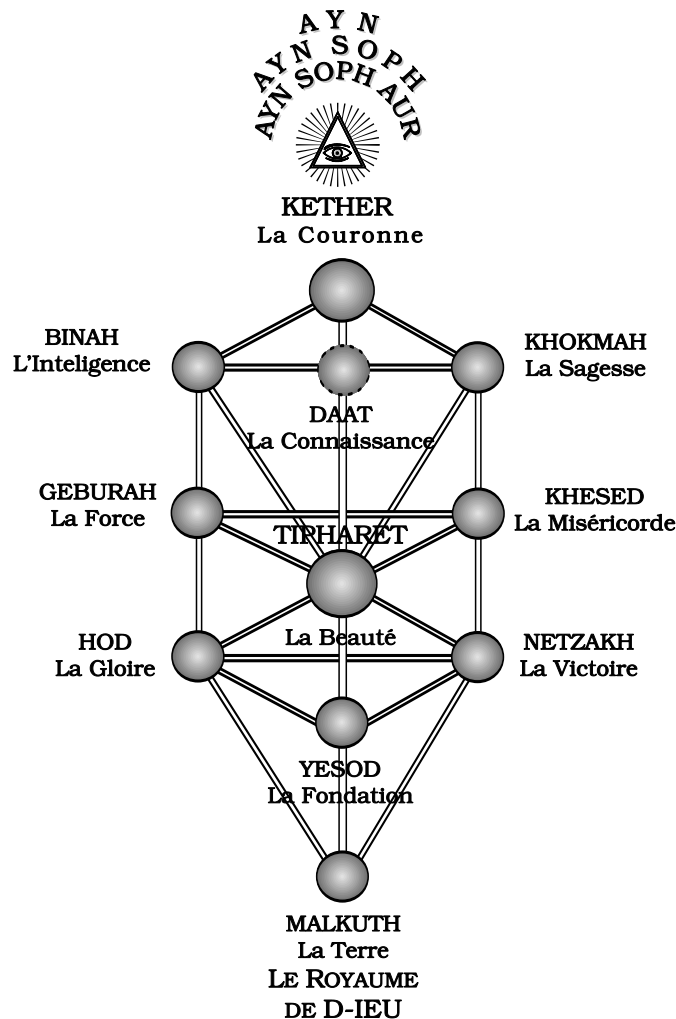 AYN
AYN SOPH
AYN SOPH AUR
KETHER
La Couronne
BINAH
L'Inteligence
KHOKMAH
La Sagesse
DAAT
La Connaissance
GEBURAH
La Force
KHESED
La Miséricorde
TIPHARET
La Beauté
HOD
La Gloire
NETZAKH
La Victoire
YESOD
La Fondation
MALKUTH
La Terre
LE ROYAUME
DE D-IEU